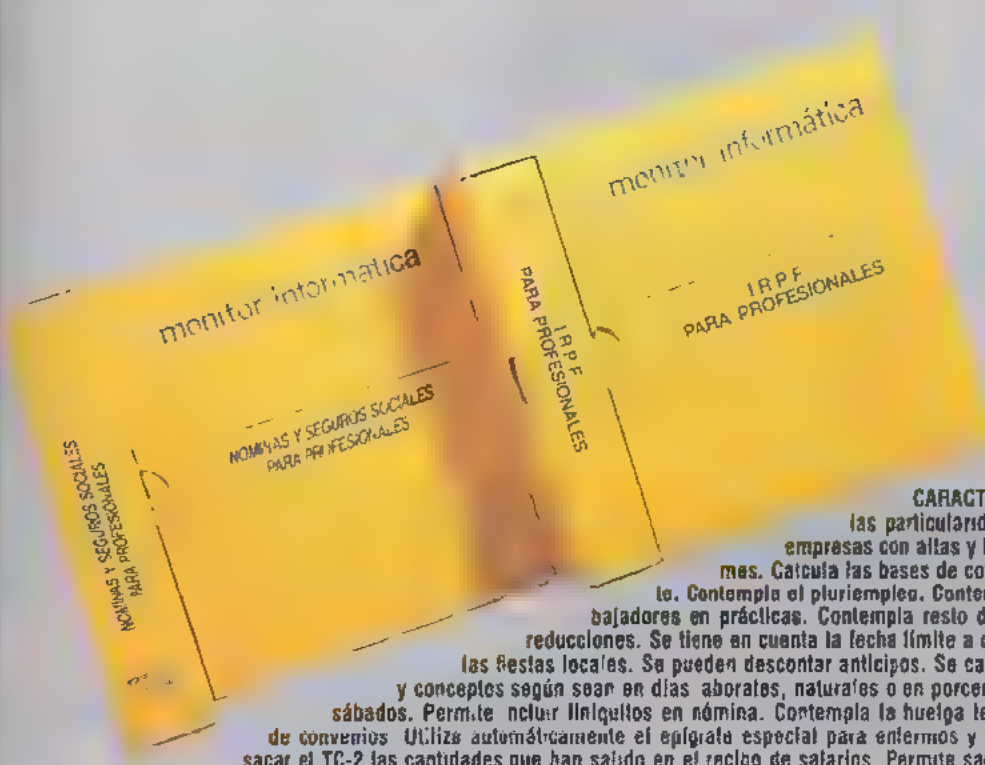 monitor informática
NOMINAS Y SEGUROS SOCIALES
PARA PROFESIONALES
NOMINAS Y SEGUROS SOCIALES
PARA PROFESIONALES
monitor informática
I R P F
PARA PROFESIONALES
I R P F
PARA PROFESIONALES
CARACT
las particularid
empresas con altas y
mes. Calcula las bases de co
te. Contempla el pluriempleo. Conte
bajadores en prácticas. Contempla resto d
reducciones. Se tiene en cuenta la fecha límite a
las fiestas locales. Se pueden descontar anticipos. Se ca
y conceptos según sean en días laborales, naturales o en porce
sábados. Permite incluir finiquitos en nómina. Contempla la huelga le
de convenios. Utiliza automáticamente el epígrafe especial para enfermos y
sacar el TC-2 las cantidades que han salido en el recibo de salarios. Permite sa